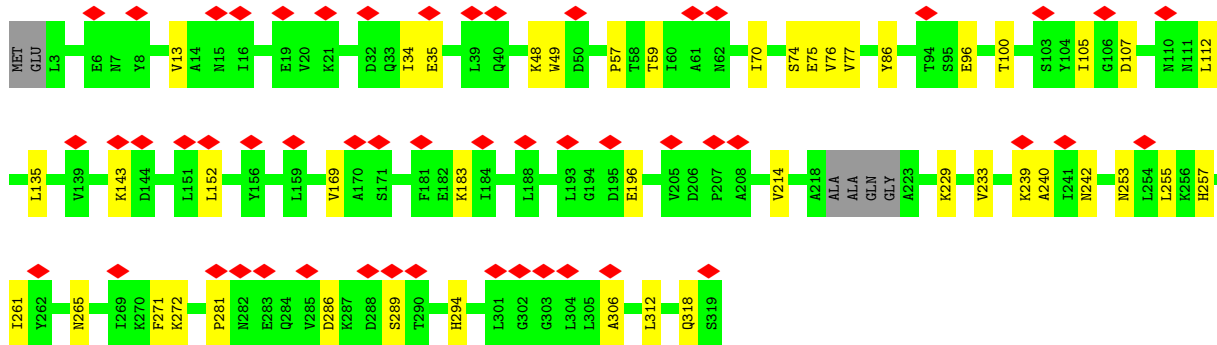 MET GLU L3 E6 N7 Y8 V13 A14 N15 I16 E19 V20 K21 D32 Q33 I34 E35 L39 Q40 K48 W49 D50 P57 T58 T59 I60 A61 N62 I70 S74 E75 V76 V77 Y86 T94 S95 E96 T100 S103 Y104 I105 G106 D107 N110 N111 L112
L135 V139 K143 D144 L151 L152 Y156 L159 V169 A170 S171 F181 E182 K183 I184 L188 L193 G194 D195 E196 V205 D206 P207 A208 V214 A218 ALA ALA GLN GLY A223 K229 V233 K239 A240 I241 N242 N253 L254 L255 K256 H257
I261 Y262 N265 I269 K270 F271 K272 P281 N282 E283 Q284 V285 D286 K287 D288 S289 T290 H294 L301 G302 G303 L304 L305 A306 L312 Q318 S319